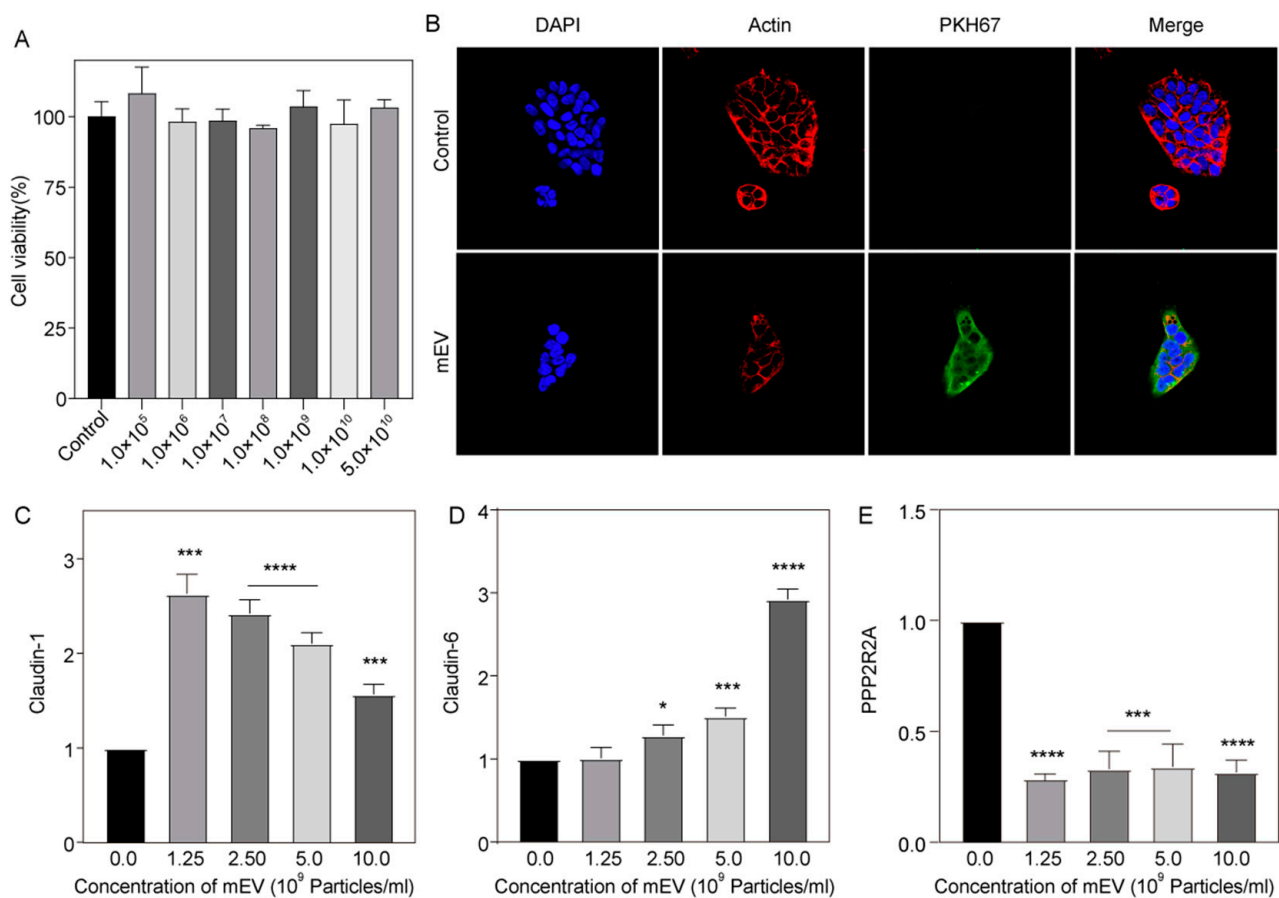 A
Cell viability(%)
100
75
50
25
0
Control
1.0×10⁵
1.0×10⁶
1.0×10⁷
1.0×10⁸
1.0×10⁹
1.0×10¹⁰
5.0×10¹⁰
B
DAPI Actin PKH67 Merge
Control
mEV
C
Claudin-1
3
2
1
0
***
****
***
0.0 1.25 2.50 5.0 10.0
Concentration of mEV (10⁹ Particles/ml)
D
Claudin-6
4
3
2
1
0
*
***
****
0.0 1.25 2.50 5.0 10.0
Concentration of mEV (10⁹ Particles/ml)
E
PPP2R2A
1.5
1.0
0.5
0.0
****
***
****
0.0 1.25 2.50 5.0 10.0
Concentration of mEV (10⁹ Particles/ml)